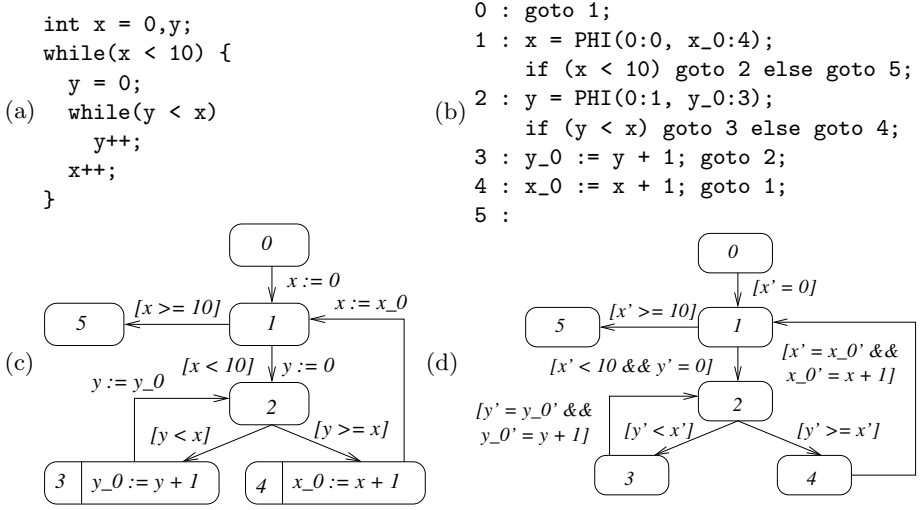 (a)
int x = 0,y;
while(x < 10) {
y = 0;
while(y < x)
y++;
x++;
}
(b)
0 : goto 1;
1 : x = PHI(0:0, x_0:4);
if (x < 10) goto 2 else goto 5;
2 : y = PHI(0:1, y_0:3);
if (y < x) goto 3 else goto 4;
3 : y_0 := y + 1; goto 2;
4 : x_0 := x + 1; goto 1;
5 :
(c)
0
x := 0
[x >= 10]
x := x_0
5
1
[x < 10]
y := 0
y := y_0
2
[y < x]
[y >= x]
3
y_0 := y + 1
4
x_0 := x + 1
(d)
0
[x' = 0]
[x' >= 10]
5
1
[x' < 10 && y' = 0]
[x' = x_0' &&
x_0' = x + 1]
2
[y' = y_0' &&
y_0' = y + 1]
[y' < x']
[y' >= x']
3
4